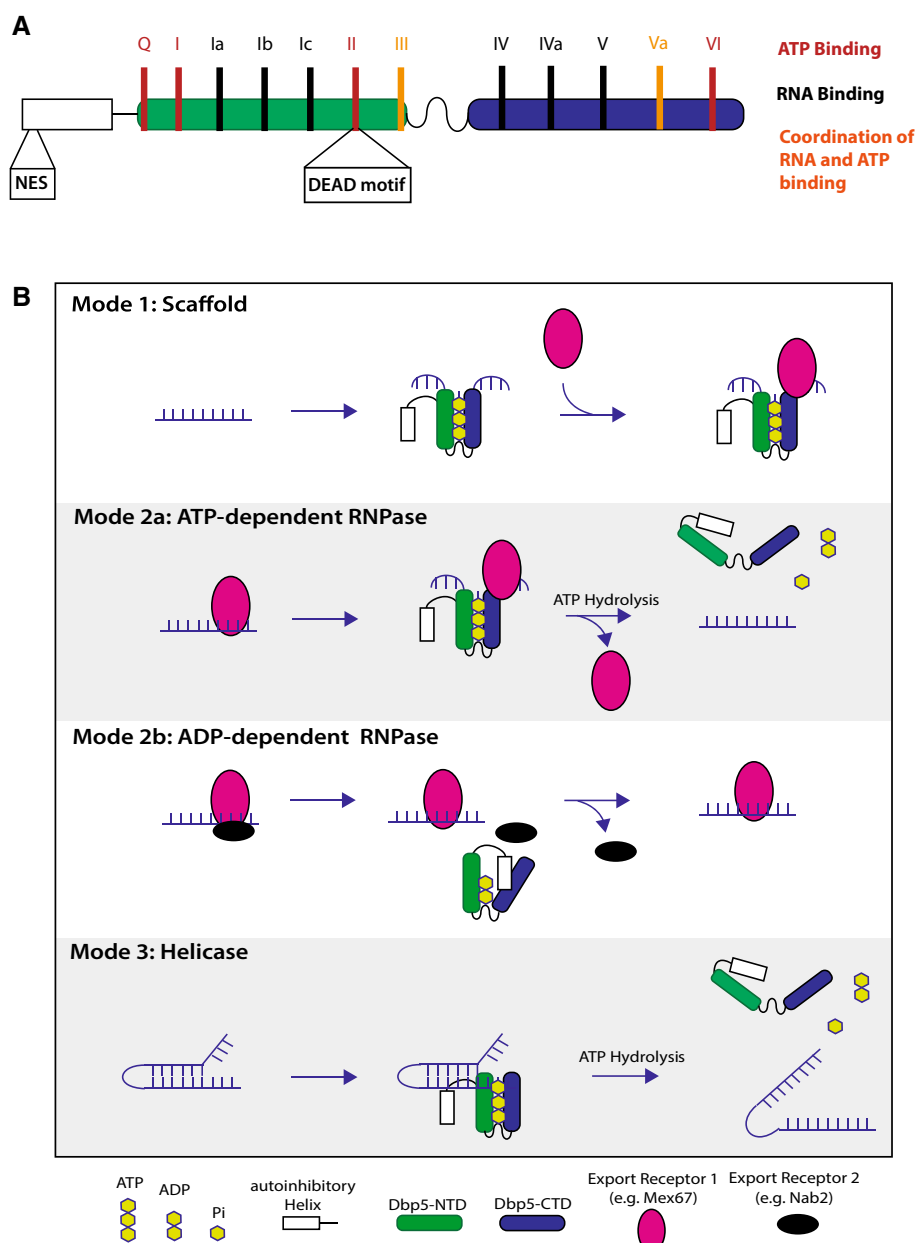 A
Q I Ia Ib Ic II III IV IVa V Va VI
ATP Binding
RNA Binding
Coordination of
RNA and ATP
binding
NES
DEAD motif
B
Mode 1: Scaffold
Mode 2a: ATP-dependent RNPase
ATP Hydrolysis
Mode 2b: ADP-dependent RNPase
Mode 3: Helicase
ATP Hydrolysis
ATP
ADP
Pi
autoinhibitory
Helix
Dbp5-NTD
Dbp5-CTD
Export Receptor 1
(e.g. Mex67)
Export Receptor 2
(e.g. Nab2)